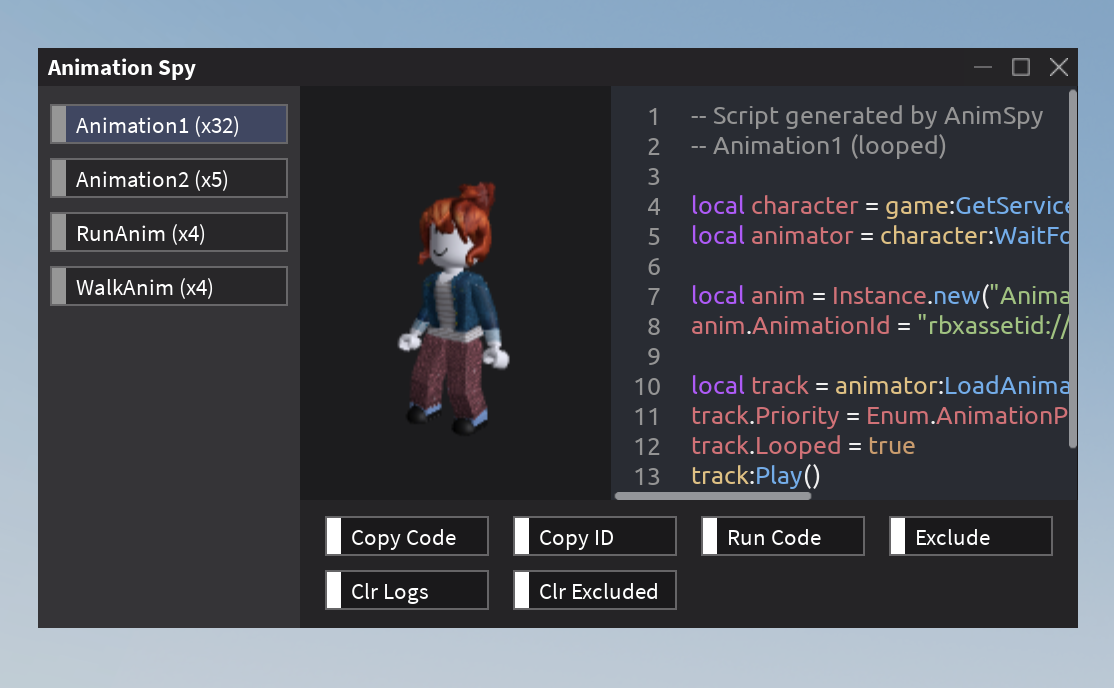 Animation Spy
Animation1 (x32)
Animation2 (x5)
RunAnim (x4)
WalkAnim (x4)
1 -- Script generated by AnimSpy
2 -- Animation1 (looped)
3
4 local character = game:GetService
5 local animator = character:WaitFo
6
7 local anim = Instance.new("Anima
8 anim.AnimationId = "rbxassetid://
9
10 local track = animator:LoadAnima
11 track.Priority = Enum.AnimationP
12 track.Looped = true
13 track:Play()
Copy Code
Copy ID
Run Code
Exclude
Clr Logs
Clr Excluded